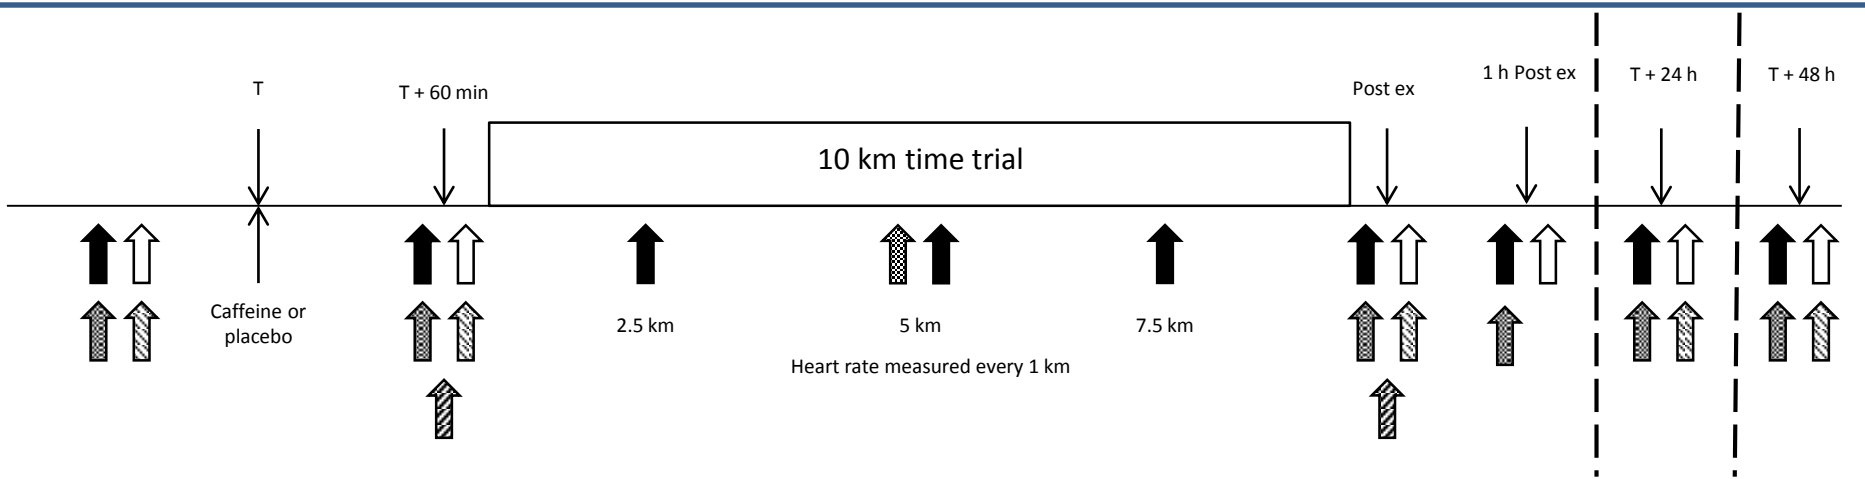 T
T + 60 min
Post ex
1 h Post ex
T + 24 h
T + 48 h
10 km time trial
Caffeine or
placebo
2.5 km
5 km
7.5 km
Heart rate measured every 1 km